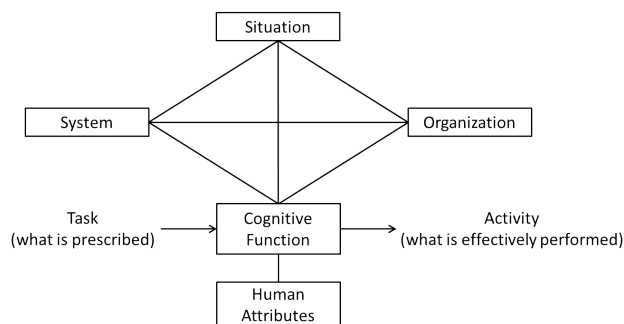 Situation
System
Organization
Task
(what is prescribed)
Cognitive
Function
Activity
(what is effectively performed)
Human
Attributes